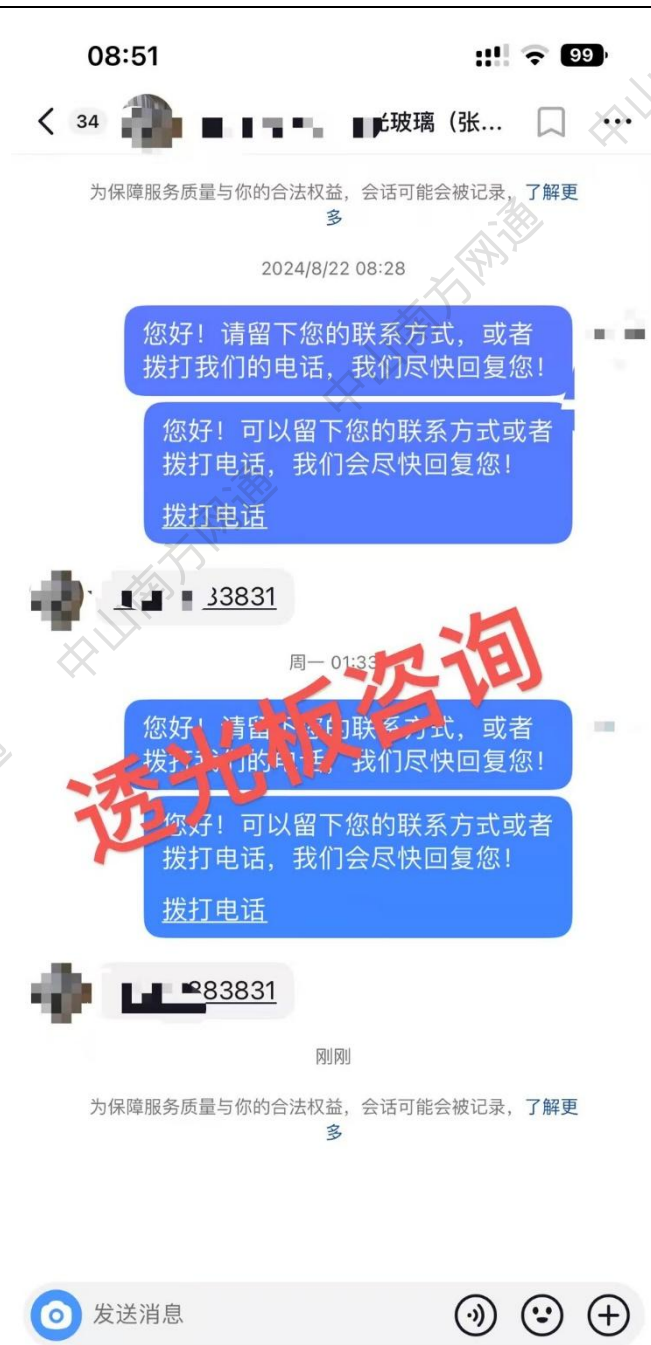 08:51
99
34
光玻璃（张...
为保障服务质量与你的合法权益，会话可能会被记录，了解更
多
2024/8/22 08:28
您好！请留下您的联系方式，或者
拨打我们的电话，我们尽快回复您！
您好！可以留下您的联系方式或者
拨打电话，我们会尽快回复您！
拨打电话
33831
周一 01:33
您好！请留下您的联系方式，或者
拨打我们的电话，我们尽快回复您！
透光板咨询
您好！可以留下您的联系方式或者
拨打电话，我们会尽快回复您！
拨打电话
83831
刚刚
为保障服务质量与你的合法权益，会话可能会被记录，了解更
多
发送消息
中山南方网通
中山南方网通